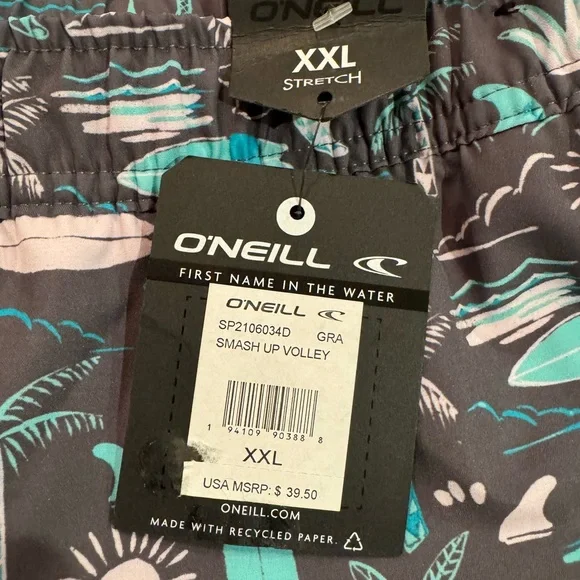 O'NEILL
XXL
STRETCH
O'NEILL
FIRST NAME IN THE WATER
O'NEILL
SP2106034D GRA
SMASH UP VOLLEY
1 94109 90388 8
XXL
USA MSRP: $ 39.50
ONEILL.COM
MADE WITH RECYCLED PAPER.